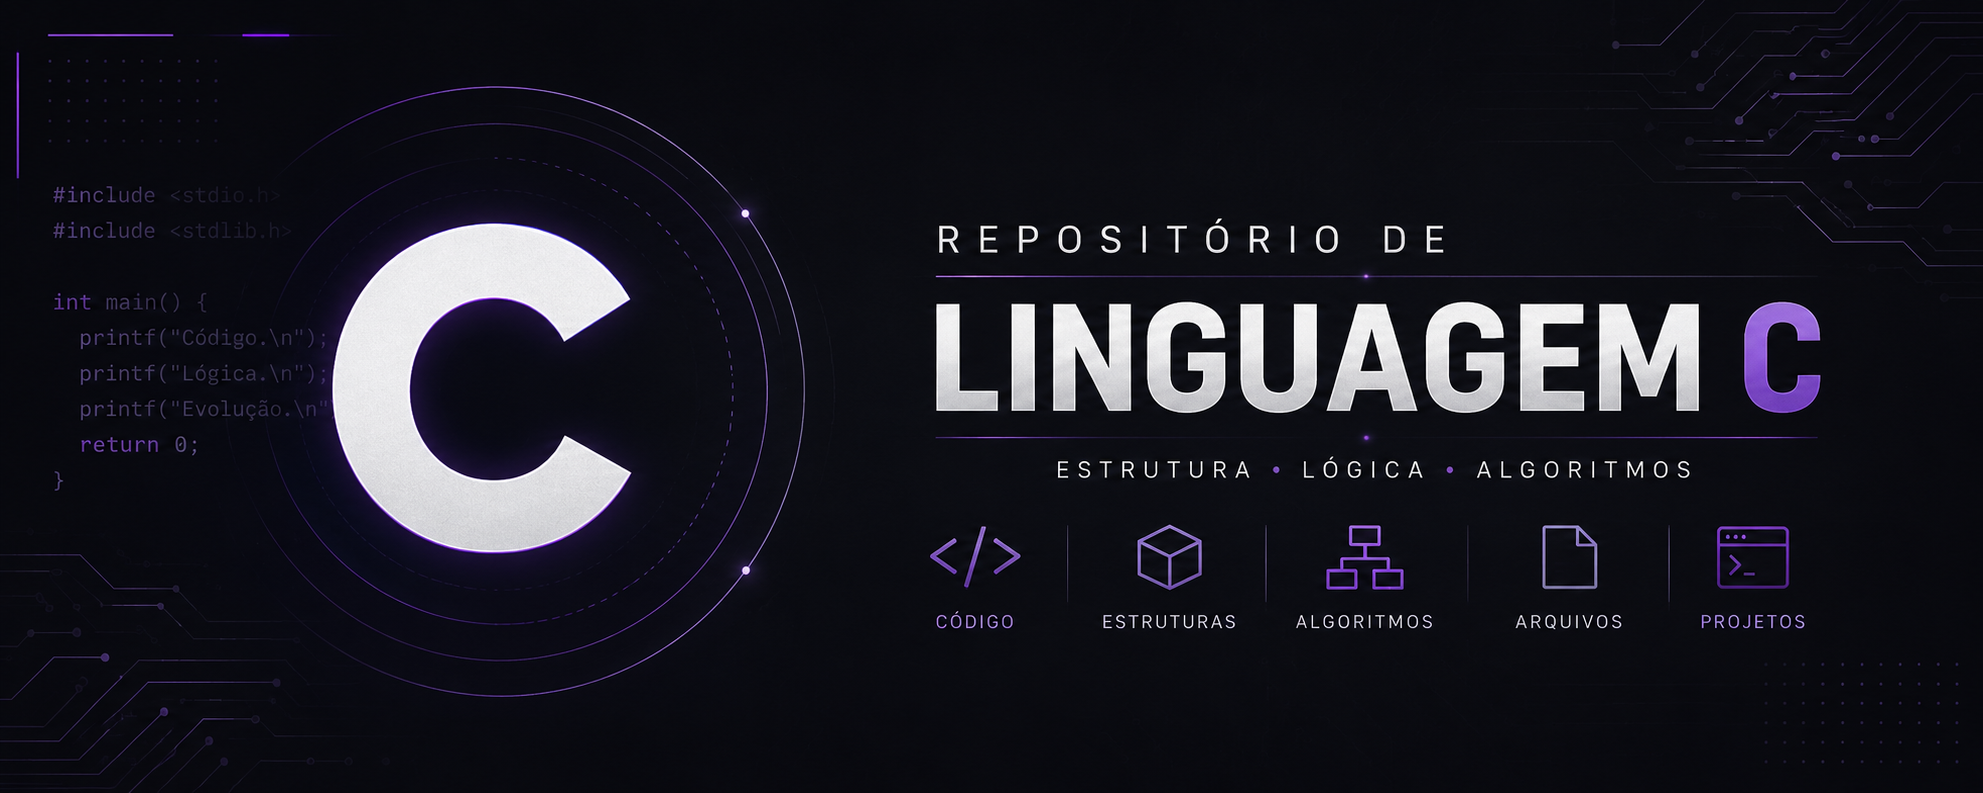 #include <stdio.h>
#include <stdlib.h>
int main() {
printf("Código.\n");
printf("Lógica.\n");
printf("Evolução.\n"
return 0;
}
C
REPOSITÓRIO DE
LINGUAGEM C
ESTRUTURA • LÓGICA • ALGORITMOS
</>
CÓDIGO ESTRUTURAS ALGORITMOS ARQUIVOS PROJETOS